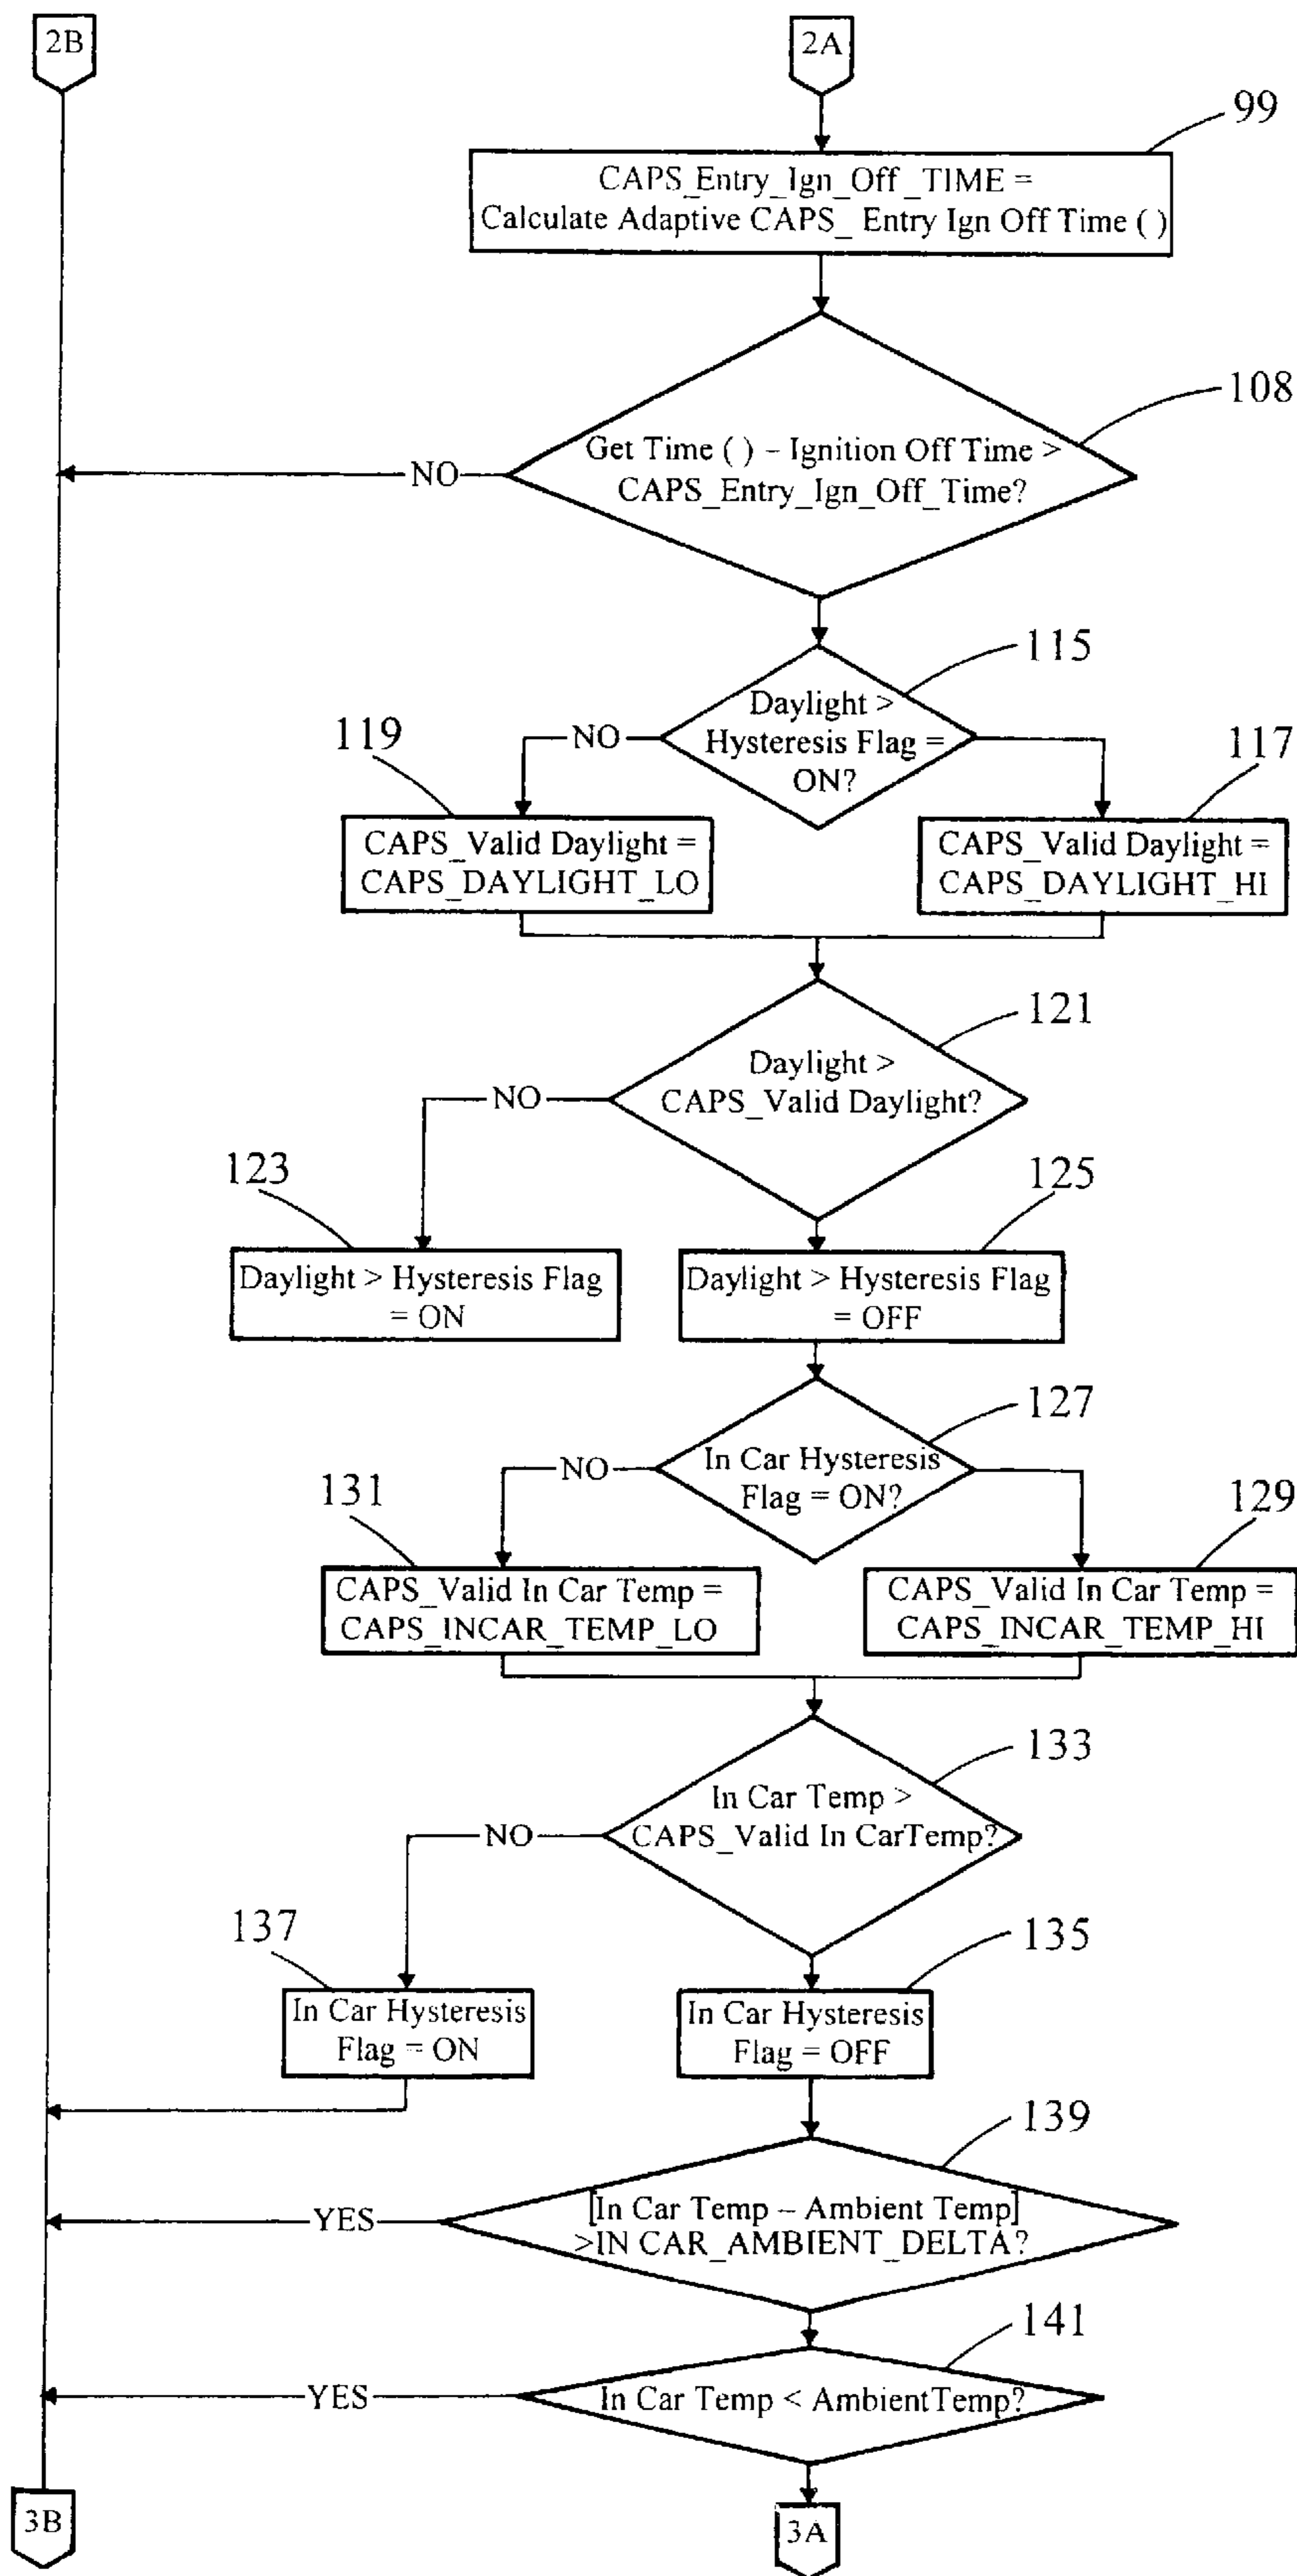 2B
2A
99
CAPS_Entry_Ign_Off_TIME =
Calculate Adaptive CAPS_ Entry Ign Off Time ( )
108
Get Time ( ) – Ignition Off Time >
CAPS_Entry_Ign_Off_Time?
NO
115
Daylight >
Hysteresis Flag =
ON?
NO
119
117
CAPS_Valid Daylight =
CAPS_DAYLIGHT_LO
CAPS_Valid Daylight =
CAPS_DAYLIGHT_HI
121
Daylight >
CAPS_Valid Daylight?
NO
123
125
Daylight > Hysteresis Flag
= ON
Daylight > Hysteresis Flag
= OFF
127
In Car Hysteresis
Flag = ON?
NO
131
129
CAPS_Valid In Car Temp =
CAPS_INCAR_TEMP_LO
CAPS_Valid In Car Temp =
CAPS_INCAR_TEMP_HI
133
In Car Temp >
CAPS_Valid In CarTemp?
NO
137
135
In Car Hysteresis
Flag = ON
In Car Hysteresis
Flag = OFF
139
[In Car Temp – Ambient Temp]
>IN CAR_AMBIENT_DELTA?
YES
141
In Car Temp < AmbientTemp?
YES
3B
3A